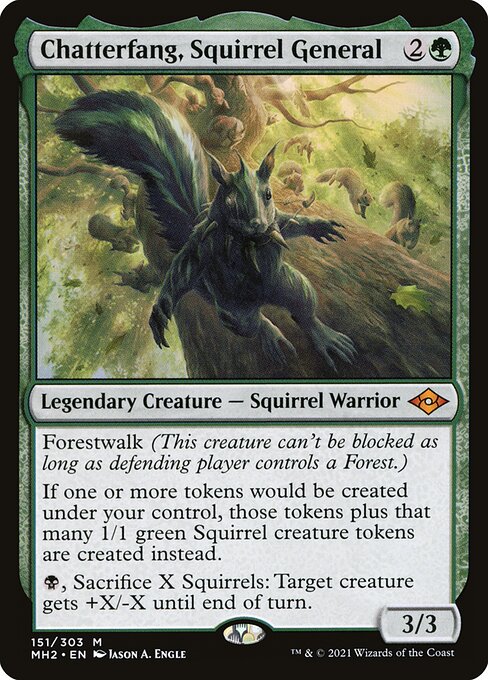 Chatterfang, Squirrel General 2
Legendary Creature — Squirrel Warrior
Forestwalk (This creature can't be blocked as
long as defending player controls a Forest.)
If one or more tokens would be created
under your control, those tokens plus that
many 1/1 green Squirrel creature tokens
are created instead.
, Sacrifice X Squirrels: Target creature
gets +X/-X until end of turn.
3/3
151/303 M
MH2 • EN Jason A. Engle
™ & © 2021 Wizards of the Coast